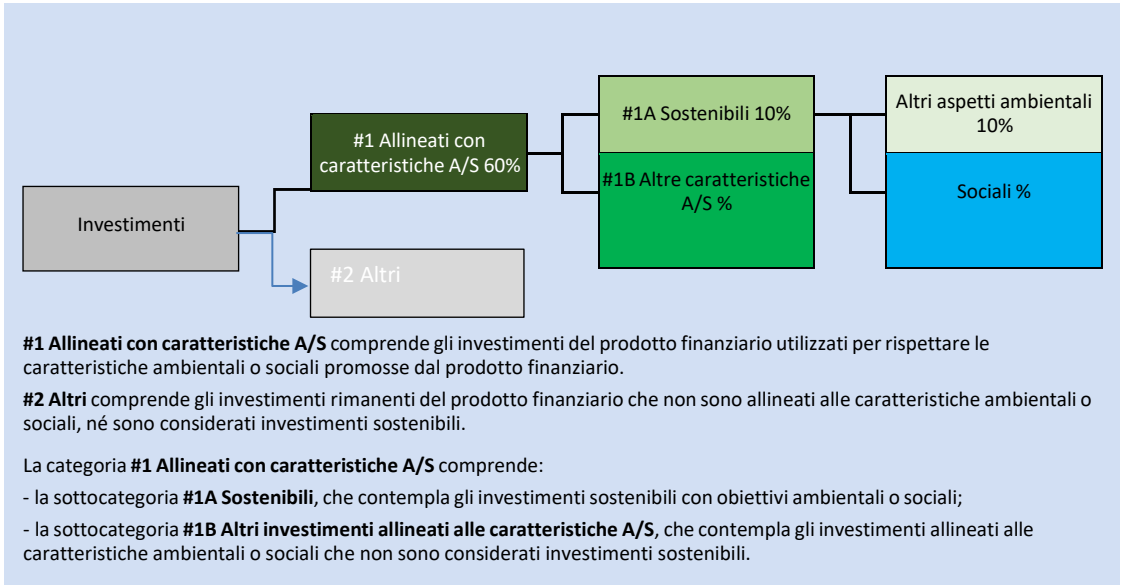 #1A Sostenibili 10%
Altri aspetti ambientali
10%
#1 Allineati con
caratteristiche A/S 60%
#1B Altre caratteristiche
A/S %
Sociali %
Investimenti
#2 Altri
#1 Allineati con caratteristiche A/S comprende gli investimenti del prodotto finanziario utilizzati per rispettare le
caratteristiche ambientali o sociali promosse dal prodotto finanziario.
#2 Altri comprende gli investimenti rimanenti del prodotto finanziario che non sono allineati alle caratteristiche ambientali o
sociali, né sono considerati investimenti sostenibili.
La categoria #1 Allineati con caratteristiche A/S comprende:
- la sottocategoria #1A Sostenibili, che contempla gli investimenti sostenibili con obiettivi ambientali o sociali;
- la sottocategoria #1B Altri investimenti allineati alle caratteristiche A/S, che contempla gli investimenti allineati alle
caratteristiche ambientali o sociali che non sono considerati investimenti sostenibili.